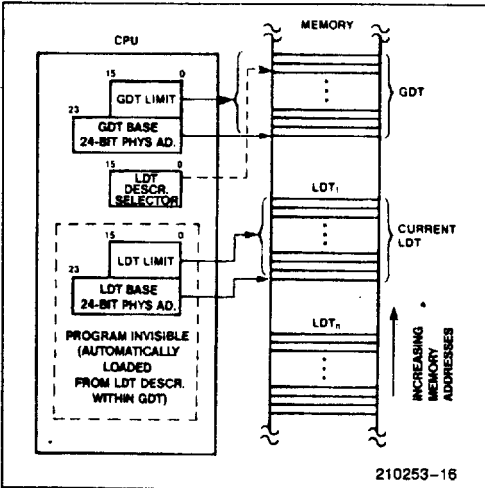 MEMORY
CPU
15
0
GDT LIMIT
23
GDT BASE
24-BIT PHYS AD.
GDT
15
0
LDT
DESCR.
SELECTOR
LDT₁
CURRENT
LDT
15
0
LDT LIMIT
23
LDT BASE
24-BIT PHYS AD.
PROGRAM INVISIBLE
(AUTOMATICALLY
LOADED
FROM LDT DESCR.
WITHIN GDT)
LDTₙ
INCREASING
MEMORY
ADDRESSES
210253-16